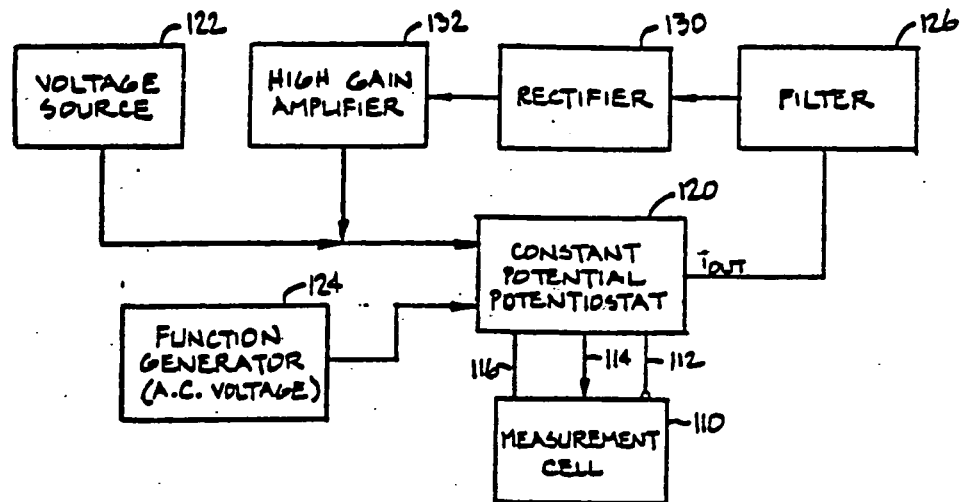 122
132
130
126
VOLTAGE
SOURCE
HIGH GAIN
AMPLIFIER
RECTIFIER
FILTER
120
CONSTANT
POTENTIAL
POTENTIOSTAT
iOUT
124
FUNCTION
GENERATOR
(A.C. VOLTAGE)
116
114
112
110
MEASUREMENT
CELL